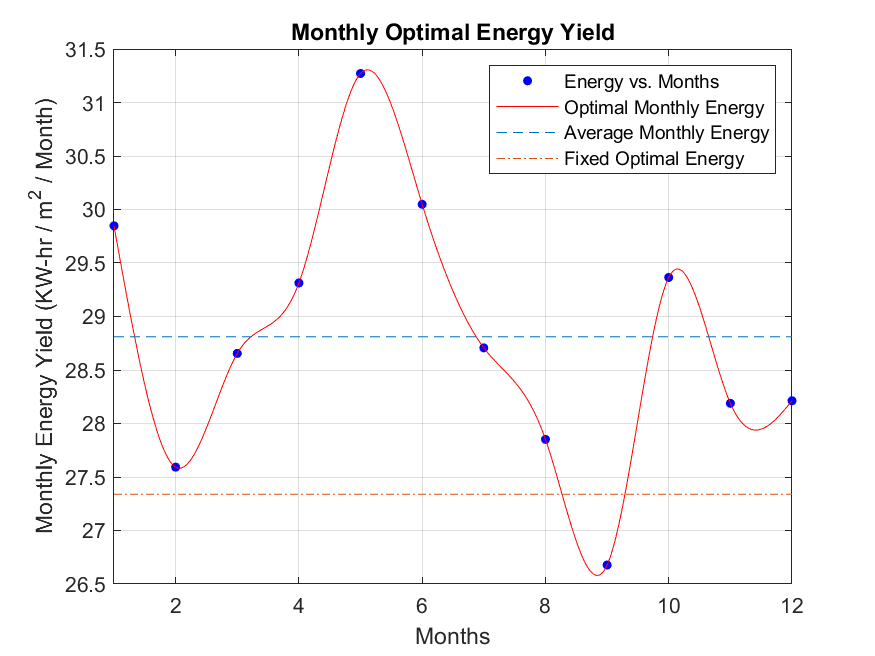 Monthly Optimal Energy Yield
31.5
31
30.5
30
29.5
29
28.5
28
27.5
27
26.5
Monthly Energy Yield (KW-hr / m² / Month)
Energy vs. Months
Optimal Monthly Energy
Average Monthly Energy
Fixed Optimal Energy
2 4 6 8 10 12
Months